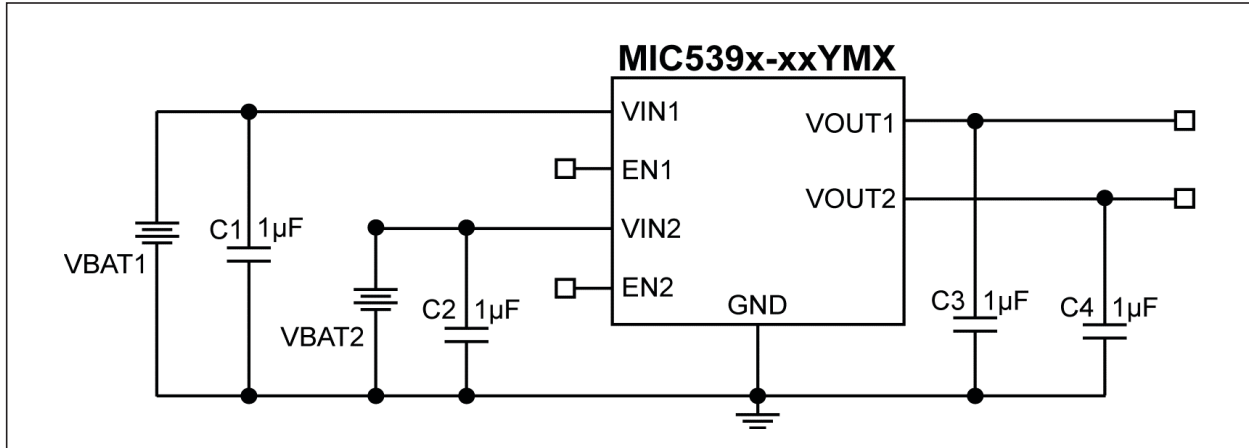 MIC539x-xxYMX
VIN1
VOUT1
EN1
VOUT2
C1 1µF
VIN2
VBAT1
EN2
C2 1µF
GND
C3 1µF
C4 1µF
VBAT2